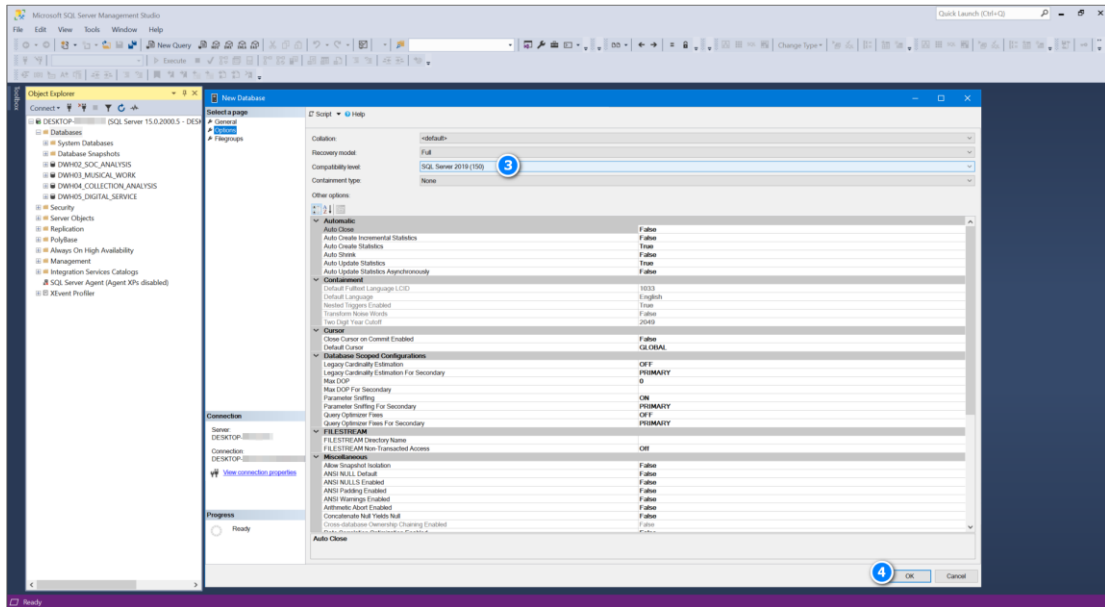 Microsoft SQL Server Management Studio
Quick Launch (Ctrl+Q)
File Edit View Tools Window Help
New Query
Change Type
Execute
Toolbox
Object Explorer
Connect
DESKTOP- (SQL Server 15.0.2000.5 - DESK
Databases
System Databases
Database Snapshots
DWH02_SOC_ANALYSIS
DWH03_MUSICAL_WORK
DWH04_COLLECTION_ANALYSIS
DWH05_DIGITAL_SERVICE
Security
Server Objects
Replication
PolyBase
Always On High Availability
Management
Integration Services Catalogs
SQL Server Agent (Agent XPs disabled)
XEvent Profiler
New Database
Select a page
General
Options
Filegroups
Connection
Server:
DESKTOP-
Connection:
DESKTOP-
View connection properties
Progress
Ready
Script Help
Collation: <default>
Recovery model: Full
Compatibility level: SQL Server 2019 (150) 3
Containment type: None
Other options:
Automatic
Auto Close False
Auto Create Incremental Statistics False
Auto Create Statistics True
Auto Shrink False
Auto Update Statistics True
Auto Update Statistics Asynchronously False
Containment
Default Fulltext Language LCID 1033
Default Language English
Nested Triggers Enabled True
Transform Noise Words False
Two Digit Year Cutoff 2049
Cursor
Close Cursor on Commit Enabled False
Default Cursor GLOBAL
Database Scoped Configurations
Legacy Cardinality Estimation OFF
Legacy Cardinality Estimation For Secondary PRIMARY
Max DOP 0
Max DOP For Secondary
Parameter Sniffing ON
Parameter Sniffing For Secondary PRIMARY
Query Optimizer Fixes OFF
Query Optimizer Fixes For Secondary PRIMARY
FILESTREAM
FILESTREAM Directory Name
FILESTREAM Non-Transacted Access Off
Miscellaneous
Allow Snapshot Isolation False
ANSI NULL Default False
ANSI NULLS Enabled False
ANSI Padding Enabled False
ANSI Warnings Enabled False
Arithmetic Abort Enabled False
Concatenate Null Yields Null False
Cross-database Ownership Chaining Enabled False
Auto Close
4 OK Cancel
Ready